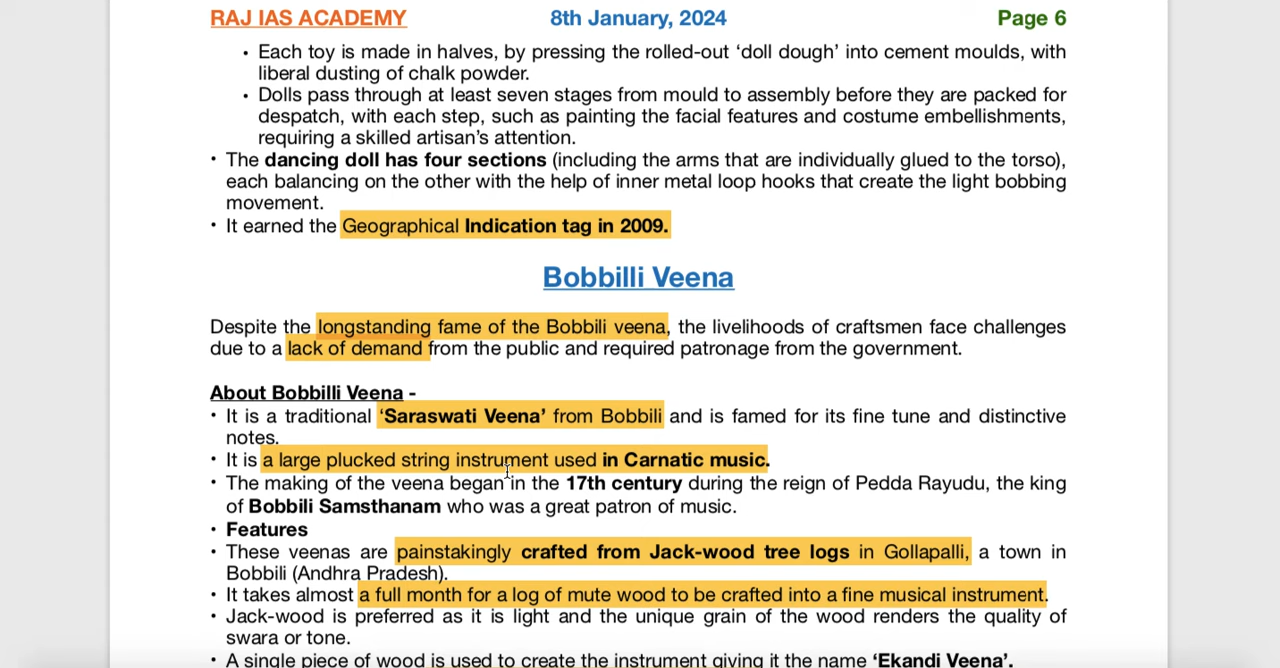 RAJ IAS ACADEMY 8th January, 2024 Page 6
• Each toy is made in halves, by pressing the rolled-out ‘doll dough’ into cement moulds, with
liberal dusting of chalk powder.
• Dolls pass through at least seven stages from mould to assembly before they are packed for
despatch, with each step, such as painting the facial features and costume embellishments,
requiring a skilled artisan’s attention.
• The dancing doll has four sections (including the arms that are individually glued to the torso),
each balancing on the other with the help of inner metal loop hooks that create the light bobbing
movement.
• It earned the Geographical Indication tag in 2009.
Bobbilli Veena
Despite the longstanding fame of the Bobbili veena, the livelihoods of craftsmen face challenges
due to a lack of demand from the public and required patronage from the government.
About Bobbilli Veena -
• It is a traditional ‘Saraswati Veena’ from Bobbili and is famed for its fine tune and distinctive
notes.
• It is a large plucked string instrument used in Carnatic music.
• The making of the veena began in the 17th century during the reign of Pedda Rayudu, the king
of Bobbili Samsthanam who was a great patron of music.
• Features
• These veenas are painstakingly crafted from Jack-wood tree logs in Gollapalli, a town in
Bobbili (Andhra Pradesh).
• It takes almost a full month for a log of mute wood to be crafted into a fine musical instrument.
• Jack-wood is preferred as it is light and the unique grain of the wood renders the quality of
swara or tone.
• A single piece of wood is used to create the instrument giving it the name ‘Ekandi Veena’.